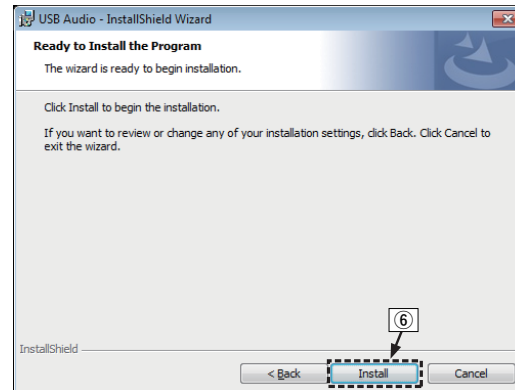 USB Audio - InstallShield Wizard
Ready to Install the Program
The wizard is ready to begin installation.
Click Install to begin the installation.
If you want to review or change any of your installation settings, click Back. Click Cancel to
exit the wizard.
⑥
InstallShield
< Back Install Cancel